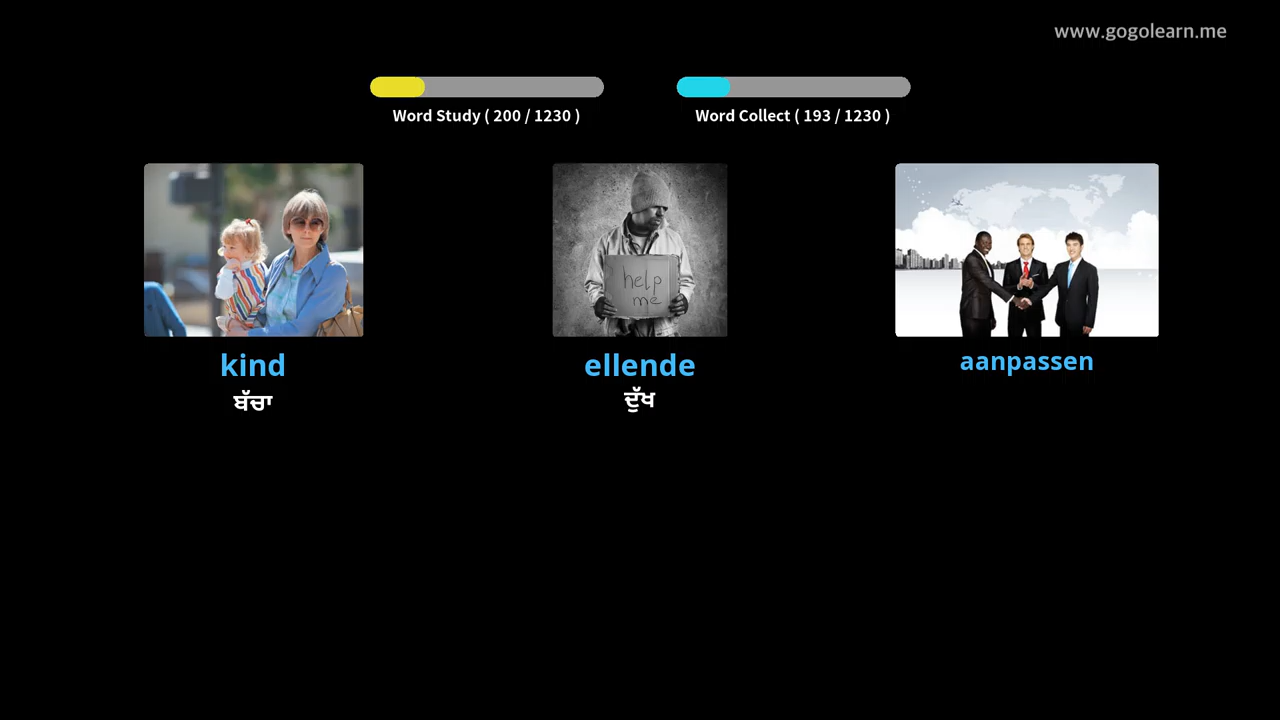 www.gogolearn.me
Word Study ( 200 / 1230 )
Word Collect ( 193 / 1230 )
help
me
kind
ellende
aanpassen
ਬੱਚਾ
ਦੁੱਖ